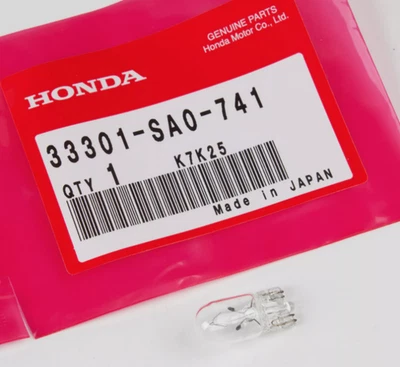 GENUINE PARTS
Honda Motor Co., Ltd.
HONDA
33301-SA0-741
QTY 1 K7K25
Made in JAPAN